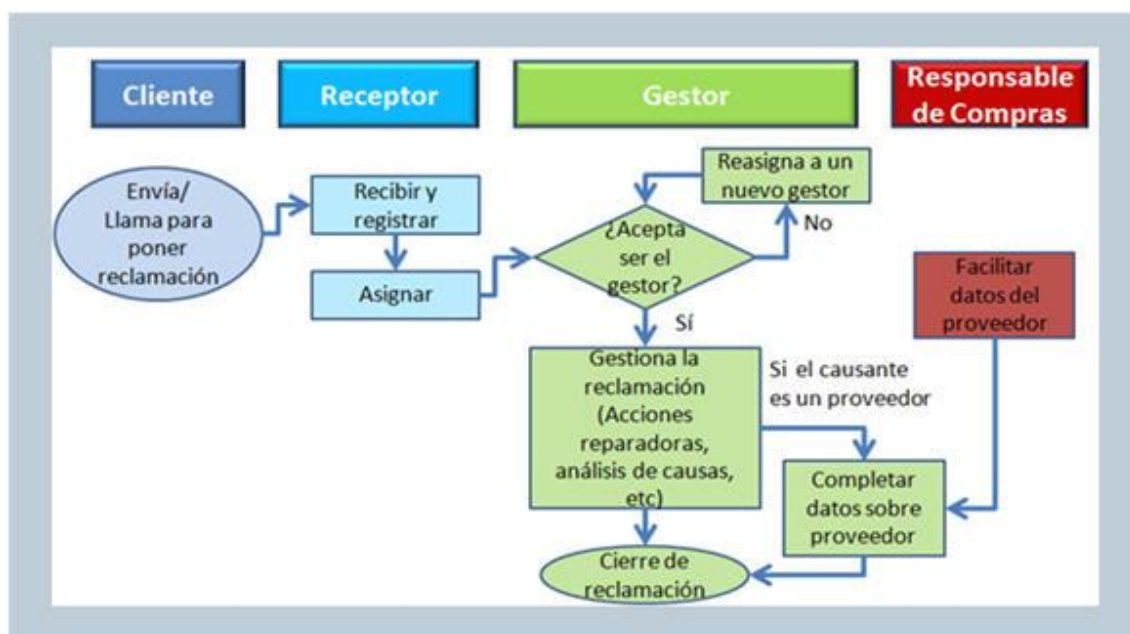 Cliente
Receptor
Gestor
Responsable
de Compras
Envía/
Llama para
poner
reclamación
Recibir y
registrar
Asignar
¿Acepta
ser el
gestor?
Reasigna a un
nuevo gestor
No
Sí
Gestiona la
reclamación
(Acciones
reparadoras,
análisis de causas,
etc)
Si el causante
es un proveedor
Facilitar
datos del
proveedor
Completar
datos sobre
proveedor
Cierre de
reclamación